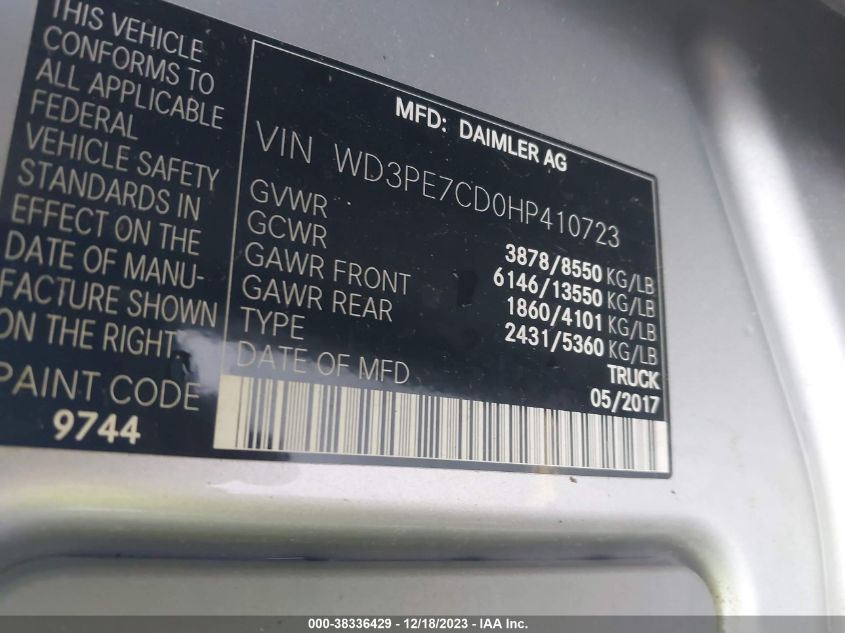 THIS VEHICLE
CONFORMS TO
ALL APPLICABLE
FEDERAL
VEHICLE SAFETY
STANDARDS IN
EFFECT ON THE
DATE OF MANU-
FACTURE SHOWN
ON THE RIGHT
PAINT CODE
9744
MFD: DAIMLER AG
VIN WD3PE7CD0HP410723
GVWR 3878/8550 KG/LB
GCWR 6146/13550 KG/LB
GAWR FRONT 1860/4101 KG/LB
GAWR REAR 2431/5360 KG/LB
TYPE TRUCK
DATE OF MFD 05/2017
000-38336429 - 12/18/2023 - IAA Inc.